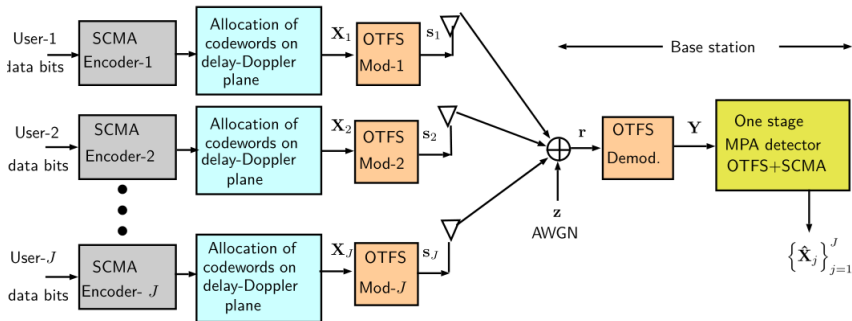 User-1
data bits
SCMA
Encoder-1
Allocation of
codewords on
delay-Doppler
plane
X₁
OTFS
Mod-1
s₁
Base station
User-2
data bits
SCMA
Encoder-2
Allocation of
codewords on
delay-Doppler
plane
X₂
OTFS
Mod-2
s₂
r
OTFS
Demod.
Y
One stage
MPA detector
OTFS+SCMA
z
AWGN
User-J
data bits
SCMA
Encoder- J
Allocation of
codewords on
delay-Doppler
plane
X_J
OTFS
Mod-J
s_J
{X̂_j}_{j=1}^J